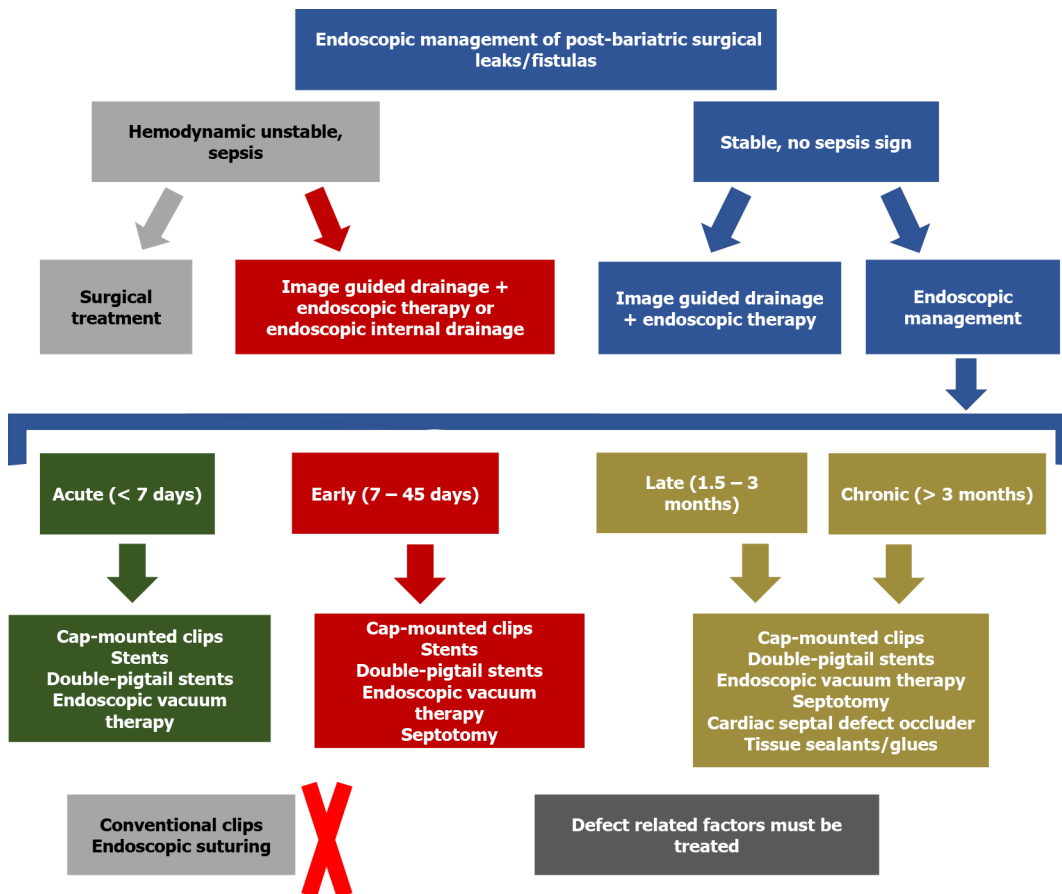 Endoscopic management of post-bariatric surgical
leaks/fistulas
Hemodynamic unstable,
sepsis
Stable, no sepsis sign
Surgical
treatment
Image guided drainage +
endoscopic therapy or
endoscopic internal drainage
Image guided drainage
+ endoscopic therapy
Endoscopic
management
Acute (< 7 days)
Early (7 – 45 days)
Late (1.5 – 3
months)
Chronic (> 3 months)
Cap-mounted clips
Stents
Double-pigtail stents
Endoscopic vacuum
therapy
Cap-mounted clips
Stents
Double-pigtail stents
Endoscopic vacuum
therapy
Septotomy
Cap-mounted clips
Double-pigtail stents
Endoscopic vacuum therapy
Septotomy
Cardiac septal defect occluder
Tissue sealants/glues
Conventional clips
Endoscopic suturing
Defect related factors must be
treated